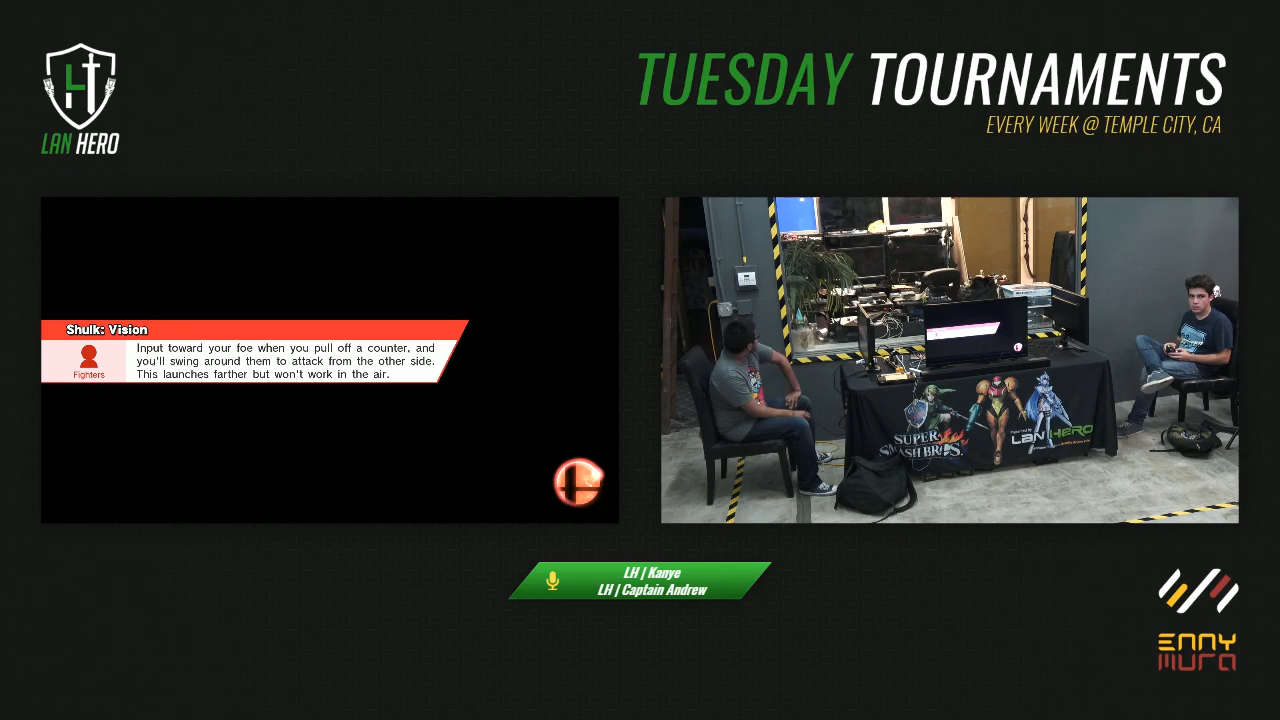 TUESDAY TOURNAMENTS
EVERY WEEK @ TEMPLE CITY, CA
LAN HERO
Shulk: Vision
Input toward your foe when you pull off a counter, and
you'll swing around them to attack from the other side.
This launches farther but won't work in the air.
Fighters
SUPER
SMASH BROS.
LAN HERO
LH | Kanye
LH | Captain Andrew
ENNY
MURA